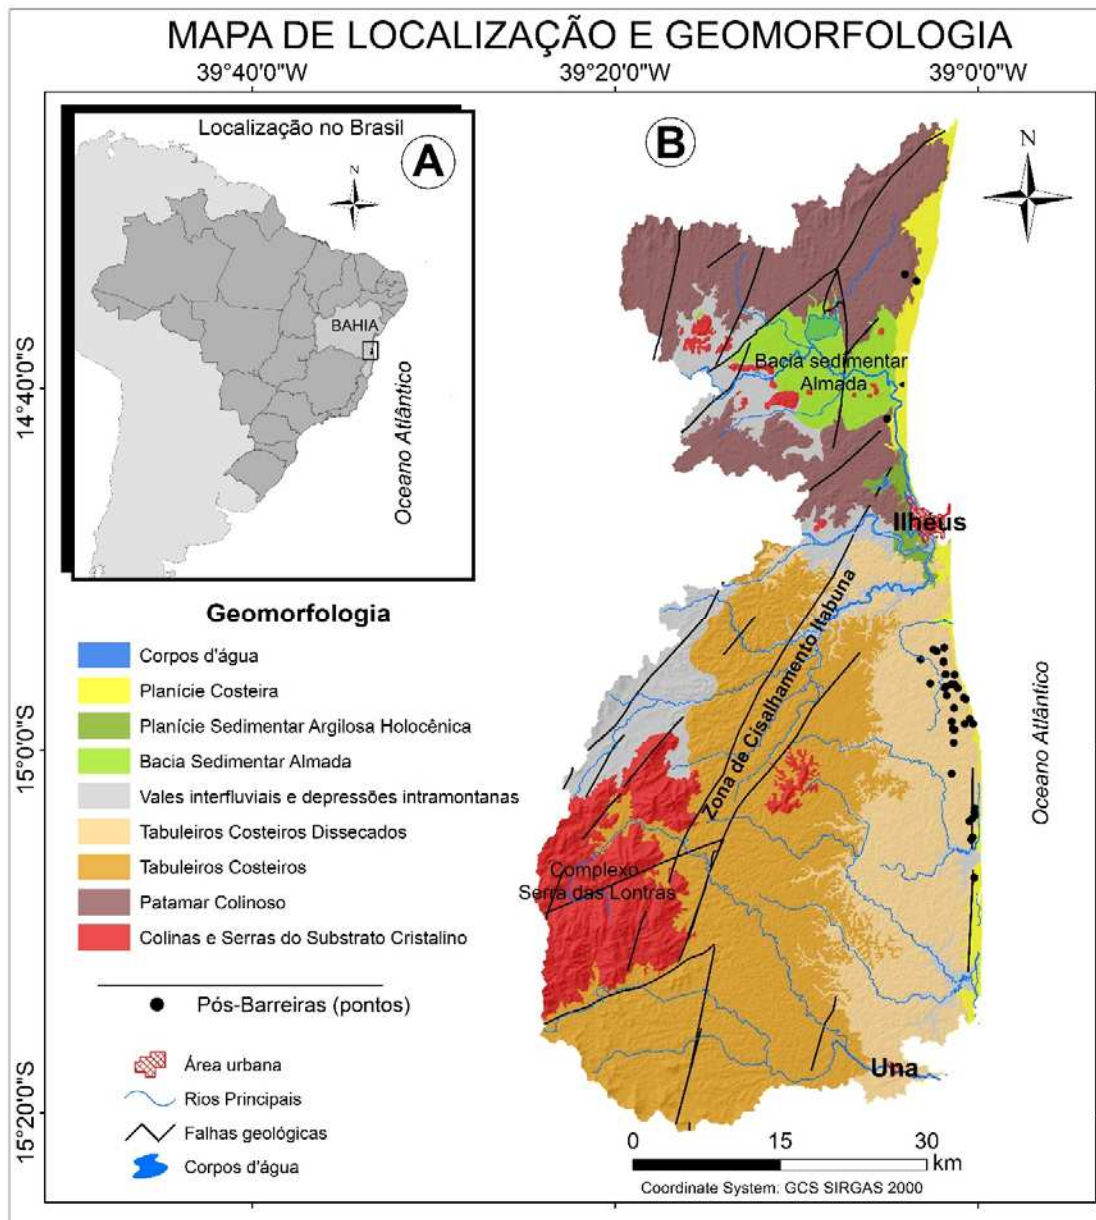 MAPA DE LOCALIZAÇÃO E GEOMORFOLOGIA
39°40'0"W
39°20'0"W
39°0'0"W
Localização no Brasil
A
N
BAHIA
Oceano Atlântico
B
N
14°40'0"S
15°0'0"S
15°20'0"S
Bacia sedimentar
Almada
Ilhéus
Zona de Cisalhamento Itabuna
Complexo
Serra das Lontras
Una
Oceano Atlântico
Geomorfologia
Corpos d'água
Planície Costeira
Planície Sedimentar Argilosa Holocênica
Bacia Sedimentar Almada
Vales interfluviais e depressões intramontanas
Tabuleiros Costeiros Dissecados
Tabuleiros Costeiros
Patamar Colinoso
Colinas e Serras do Substrato Cristalino
Pós-Barreiras (pontos)
Área urbana
Rios Principais
Falhas geológicas
Corpos d'água
0 15 30
km
Coordinate System: GCS SIRGAS 2000